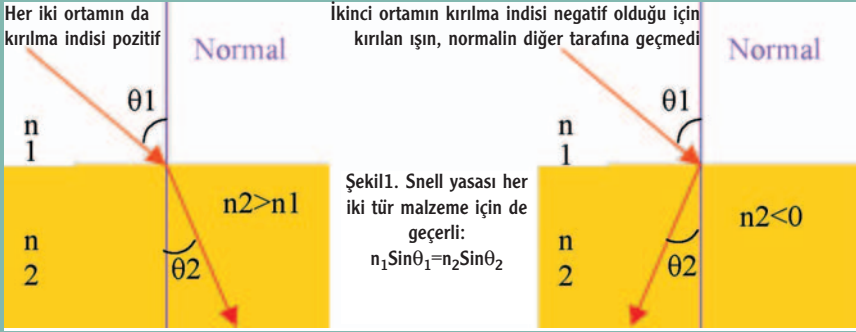 Her iki ortamın da
kırılma indisi pozitif
Normal
θ1
n
1
n2>n1
n
2
θ2
Şekil1. Snell yasası her
iki tür malzeme için de
geçerli:
n₁Sinθ₁=n₂Sinθ₂
İkinci ortamın kırılma indisi negatif olduğu için
kırılan ışın, normalin diğer tarafına geçmedi
Normal
θ1
n
1
n2<0
n
2
θ2